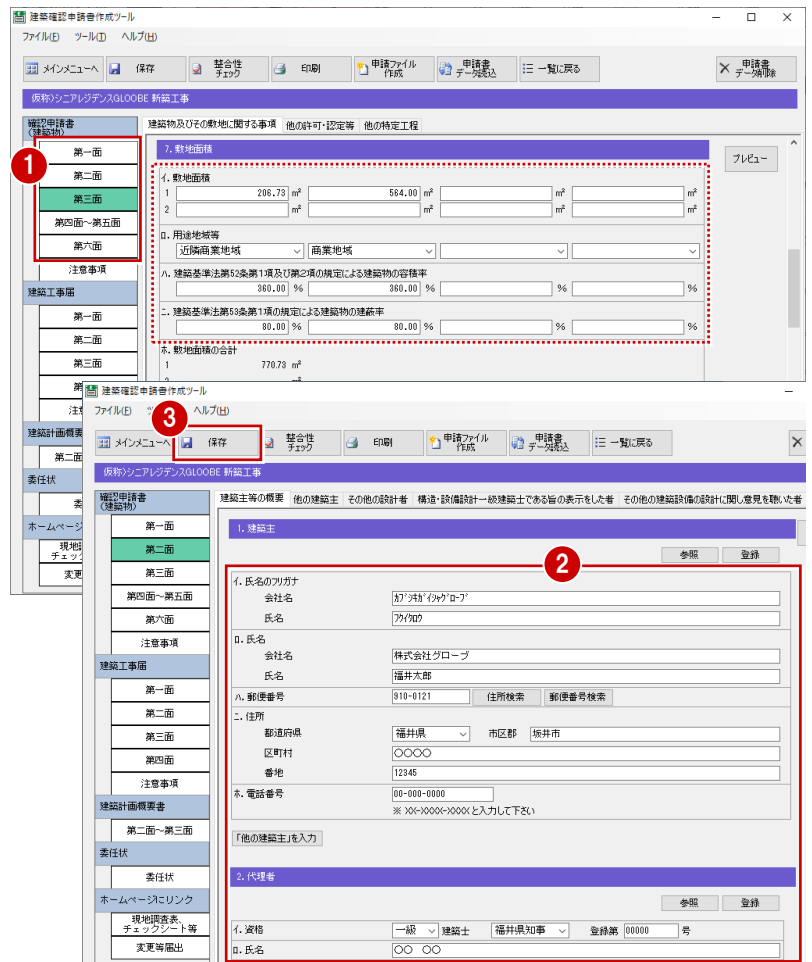 建築確認申請書作成ツール
ファイル(F) ツール(T) ヘルプ(H)
メインメニューへ 保存 整合性チェック 印刷 申請ファイル作成 申請書データ読込 一覧に戻る 申請書データ削除
仮称)シニアレジデンスGLOOBE 新築工事
確認申請書(建築物)
第一面
第二面
第三面
第四面～第五面
第六面
注意事項
建築工事届
第一面
第二面
第三面
建築計画概要
第二面
委任状
1
建築物及びその敷地に関する事項 他の許可・認定等 他の特定工程
7. 敷地面積
プレビュー
イ. 敷地面積
1 206.73 m² 564.00 m² m² m²
2 m² m² m² m²
ロ. 用途地域等
近隣商業地域 商業地域
ハ. 建築基準法第52条第1項及び第2項の規定による建築物の容積率
360.00 % 360.00 % % %
ニ. 建築基準法第53条第1項の規定による建築物の建蔽率
80.00 % 80.00 % % %
ホ. 敷地面積の合計
1 770.73 m²
建築確認申請書作成ツール
ファイル(F) ヘルプ(H)
3
メインメニューへ 保存 整合性チェック 印刷 申請ファイル作成 申請書データ読込 一覧に戻る
仮称)シニアレジデンスGLOOBE 新築工事
確認申請書(建築物)
第一面
第二面
第三面
第四面～第五面
第六面
注意事項
建築工事届
第一面
第二面
第三面
第四面
注意事項
建築計画概要書
第二面～第三面
委任状
委任状
ホームページにリンク
現地調査表、チェックシート等
変更等届出
建築主等の概要 他の建築主 その他の設計者 構造・設備設計一級建築士である旨の表示をした者 その他の建築設備の設計に関し意見を聴いた者
1. 建築主
参照 登録
2
イ. 氏名のフリガナ
会社名 ｶﾌﾞｼｷｶﾞｲｼｬｸﾞﾛｰﾌﾞ
氏名 ﾌｸｲﾀﾛｳ
ロ. 氏名
会社名 株式会社グローブ
氏名 福井太郎
ハ. 郵便番号 910-0121 住所検索 郵便番号検索
ニ. 住所
都道府県 福井県 市区郡 坂井市
区町村 〇〇〇〇
番地 12345
ホ. 電話番号 00-000-0000
※ XX-XXXX-XXXX と入力して下さい
「他の建築主」を入力
2. 代理者
参照 登録
イ. 資格 一級 建築士 福井県知事 登録第 00000 号
ロ. 氏名 〇〇 〇〇